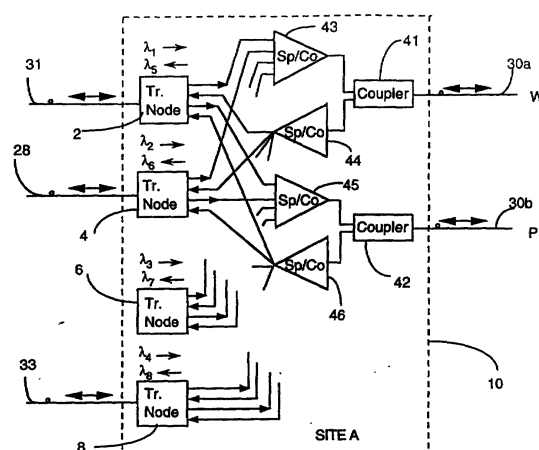 43
λ1
λ5
31
Tr.
Node
2
Sp/Co
41
Coupler
30a
W
Sp/Co
44
28
λ2
λ6
Tr.
Node
4
45
Sp/Co
30b
Coupler
P
Sp/Co
42
46
6
λ3
λ7
Tr.
Node
33
λ4
λ8
Tr.
Node
8
10
SITE A